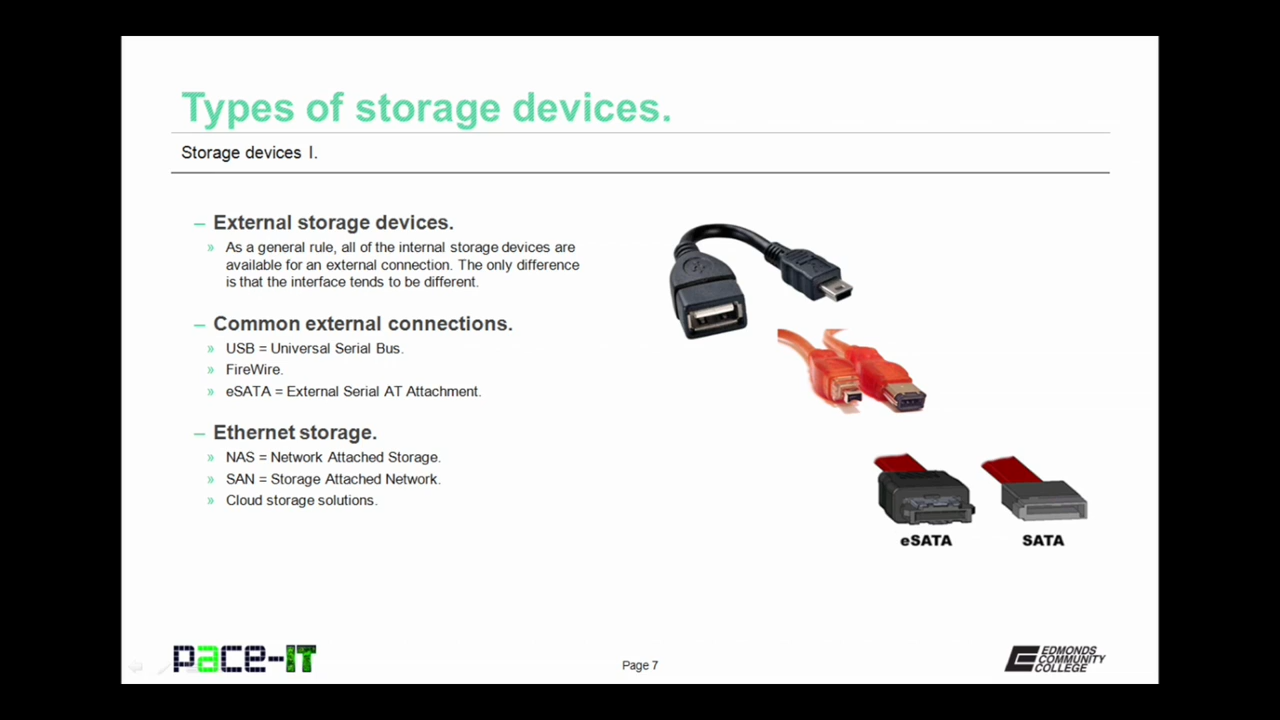 Types of storage devices.
Storage devices I.
– External storage devices.
» As a general rule, all of the internal storage devices are
available for an external connection. The only difference
is that the interface tends to be different.
– Common external connections.
» USB = Universal Serial Bus.
» FireWire.
» eSATA = External Serial AT Attachment.
– Ethernet storage.
» NAS = Network Attached Storage.
» SAN = Storage Attached Network.
» Cloud storage solutions.
eSATA
SATA
pace-IT
Page 7
EDMONDS
COMMUNITY
COLLEGE